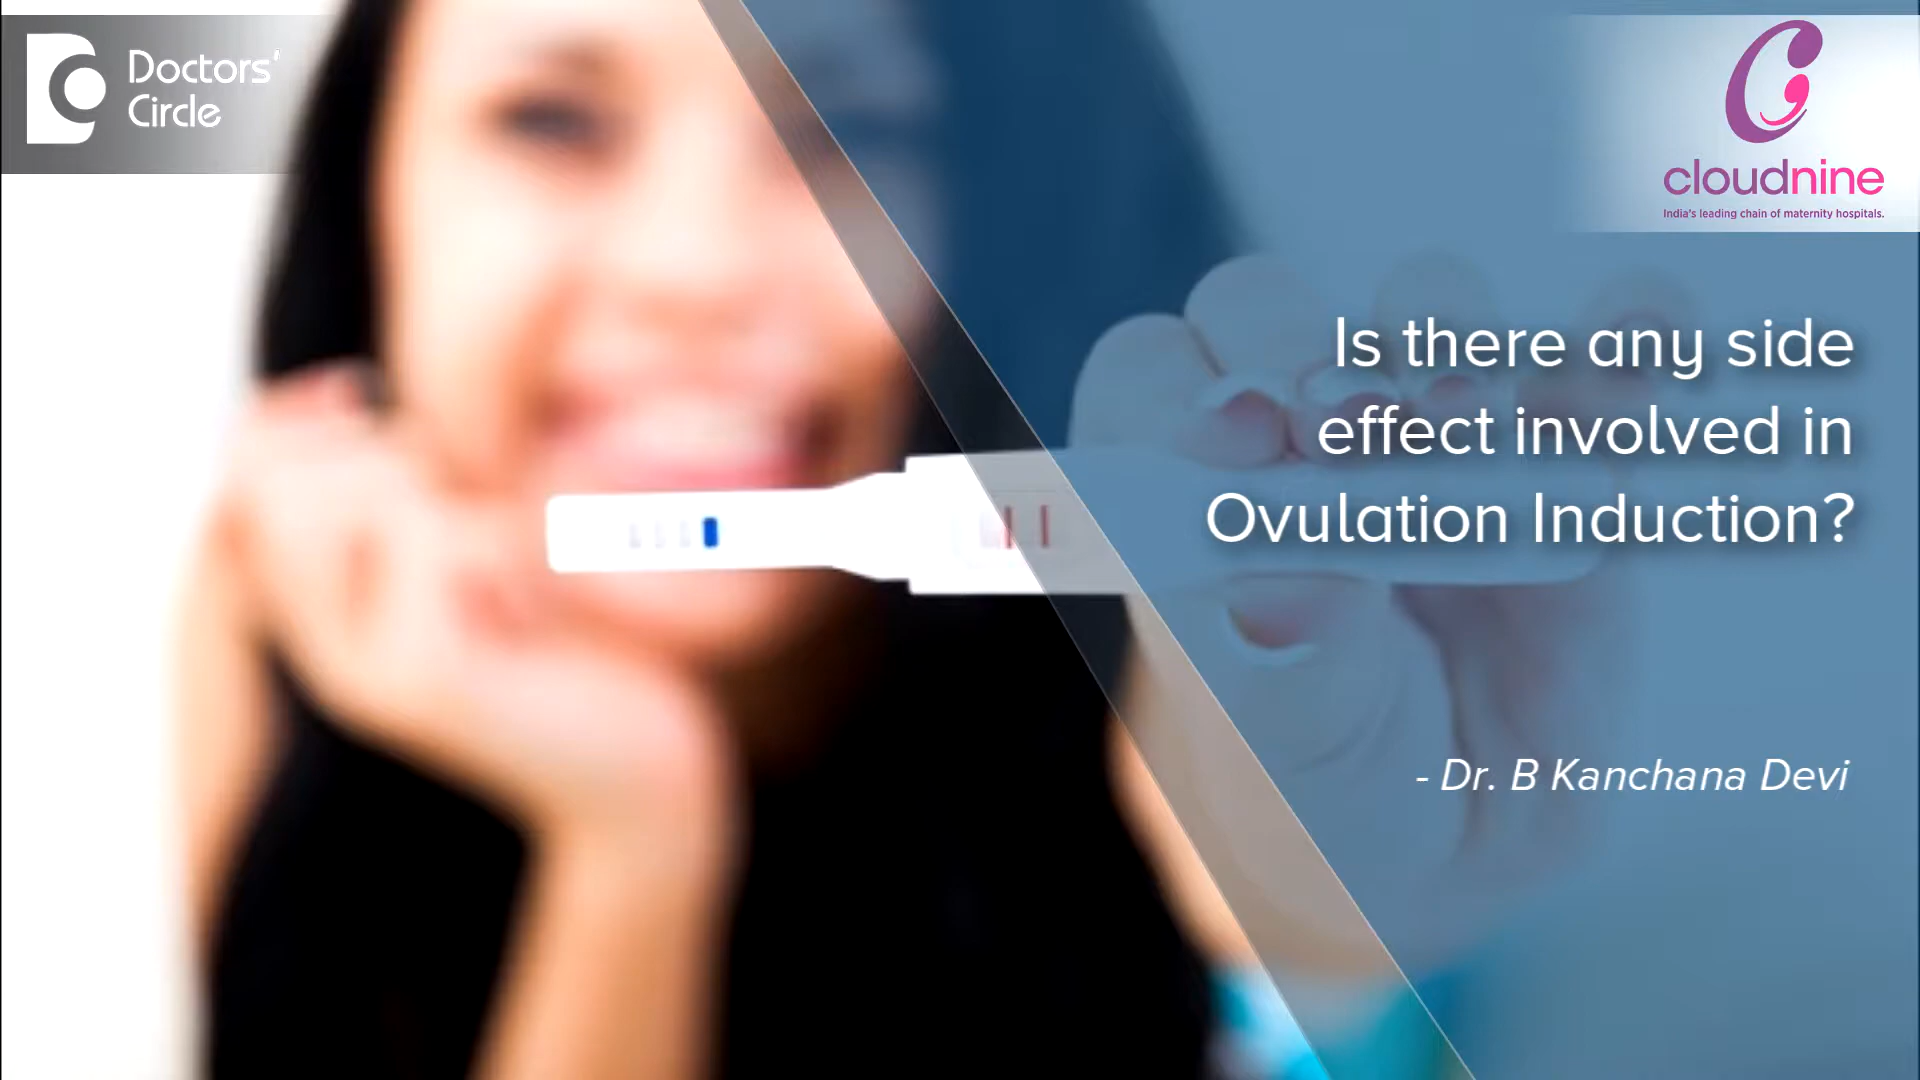 Doctors'
Circle
cloudnine
India's leading chain of maternity hospitals.
Is there any side
effect involved in
Ovulation Induction?
- Dr. B Kanchana Devi